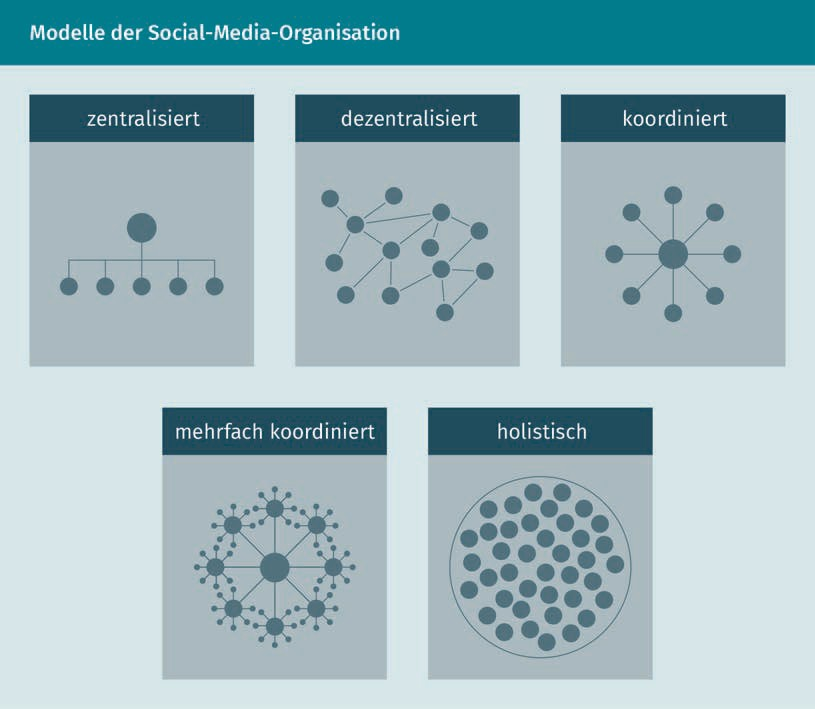 Modelle der Social-Media-Organisation
zentralisiert
dezentralisiert
koordiniert
mehrfach koordiniert
holistisch